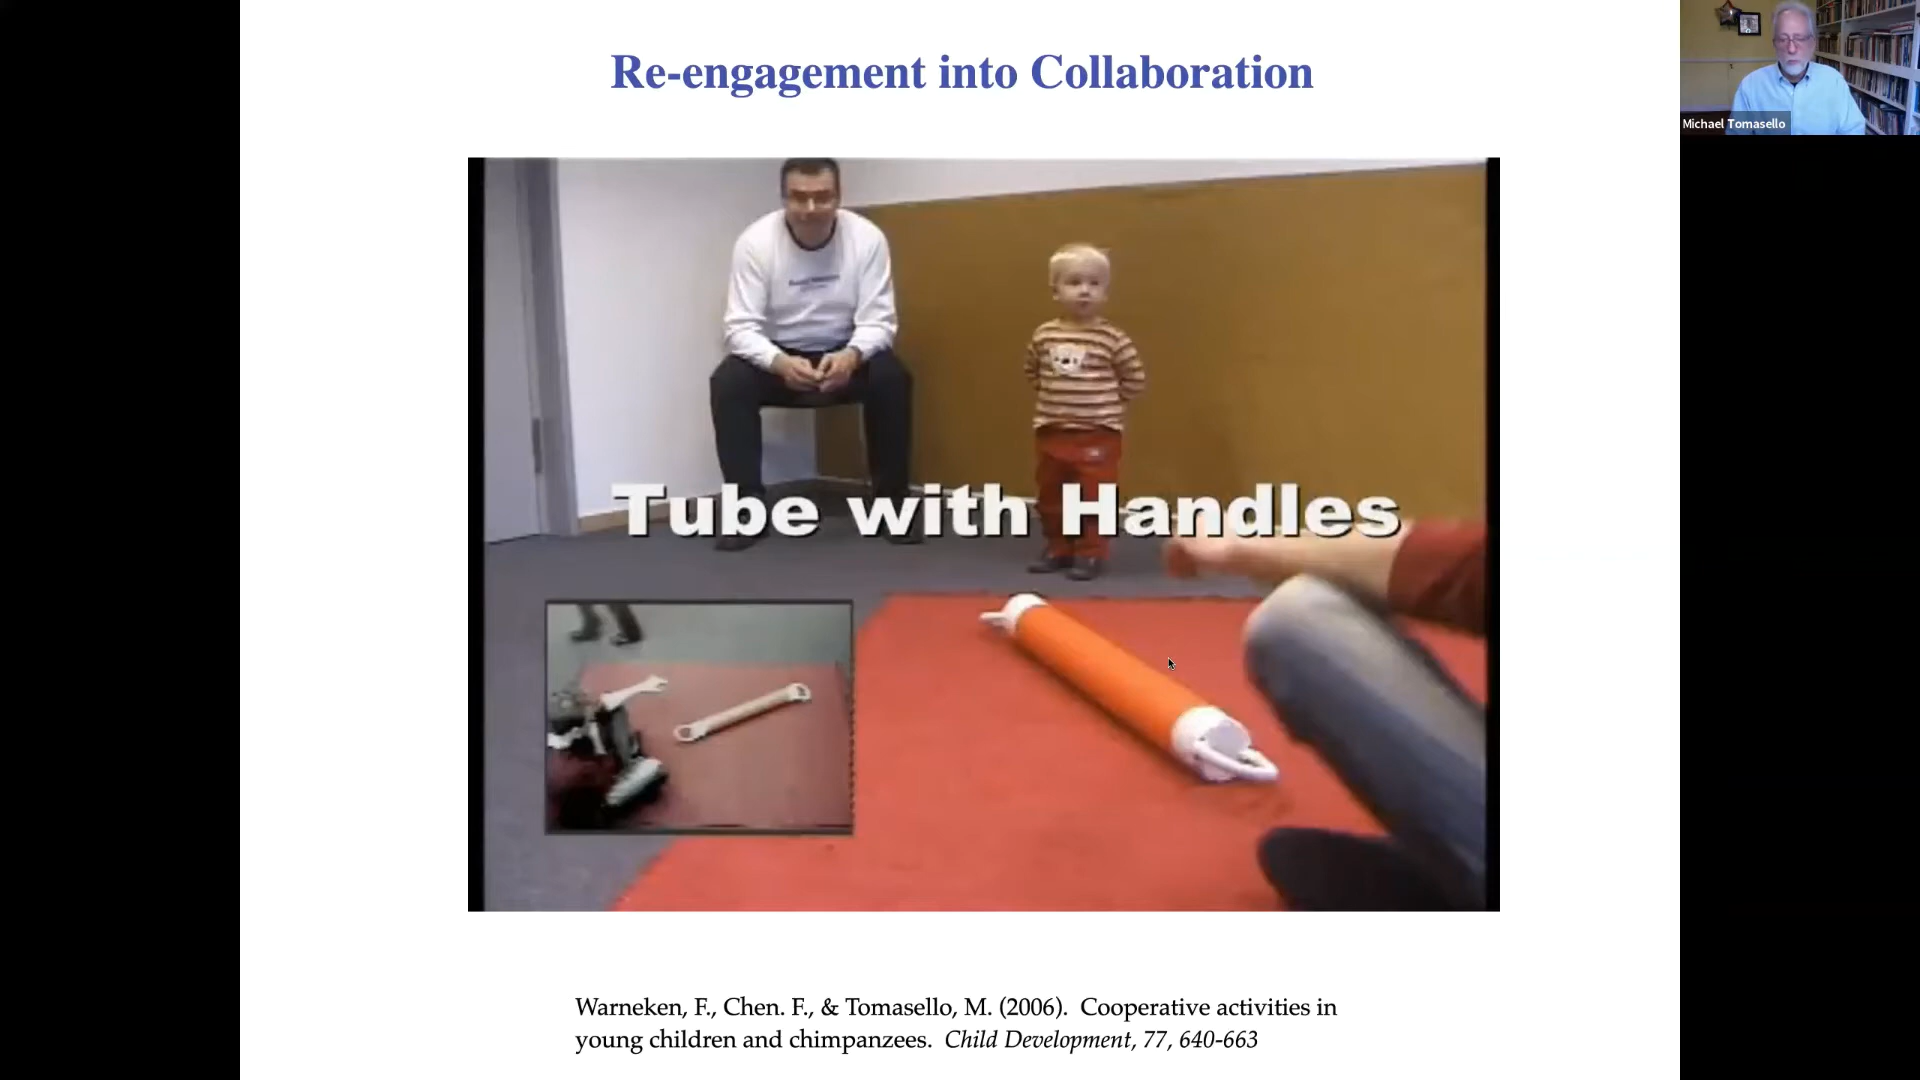 Re-engagement into Collaboration
Michael Tomasello
Tube with Handles
Warneken, F., Chen. F., & Tomasello, M. (2006). Cooperative activities in
young children and chimpanzees. Child Development, 77, 640-663